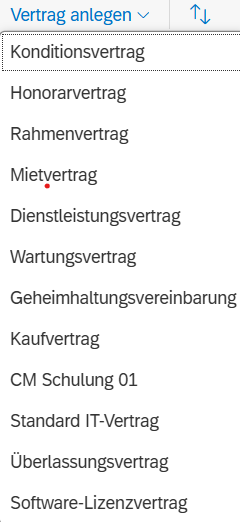 Vertrag anlegen
Konditionsvertrag
Honorarvertrag
Rahmenvertrag
Mietvertrag
Dienstleistungsvertrag
Wartungsvertrag
Geheimhaltungsvereinbarung
Kaufvertrag
CM Schulung 01
Standard IT-Vertrag
Überlassungsvertrag
Software-Lizenzvertrag